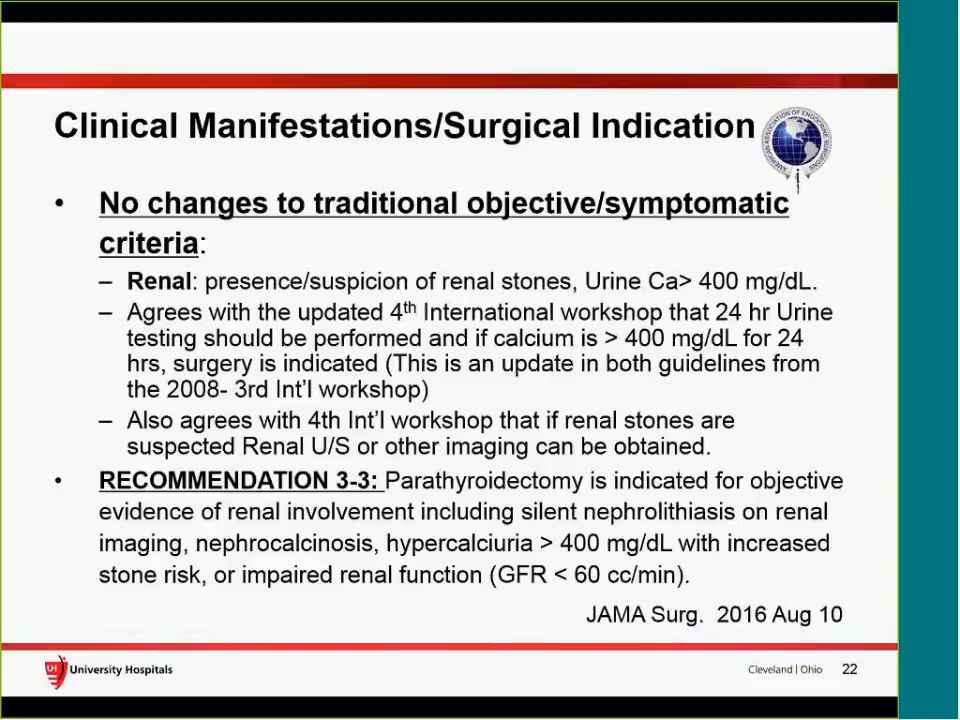 Clinical Manifestations/Surgical Indication
AMERICAN ASSOCIATION OF ENDOCRINE SURGEONS
• No changes to traditional objective/symptomatic
criteria:
– Renal: presence/suspicion of renal stones, Urine Ca> 400 mg/dL.
– Agrees with the updated 4th International workshop that 24 hr Urine
testing should be performed and if calcium is > 400 mg/dL for 24
hrs, surgery is indicated (This is an update in both guidelines from
the 2008- 3rd Int'l workshop)
– Also agrees with 4th Int'l workshop that if renal stones are
suspected Renal U/S or other imaging can be obtained.
• RECOMMENDATION 3-3: Parathyroidectomy is indicated for objective
evidence of renal involvement including silent nephrolithiasis on renal
imaging, nephrocalcinosis, hypercalciuria > 400 mg/dL with increased
stone risk, or impaired renal function (GFR < 60 cc/min).
JAMA Surg. 2016 Aug 10
UH University Hospitals
Cleveland | Ohio 22